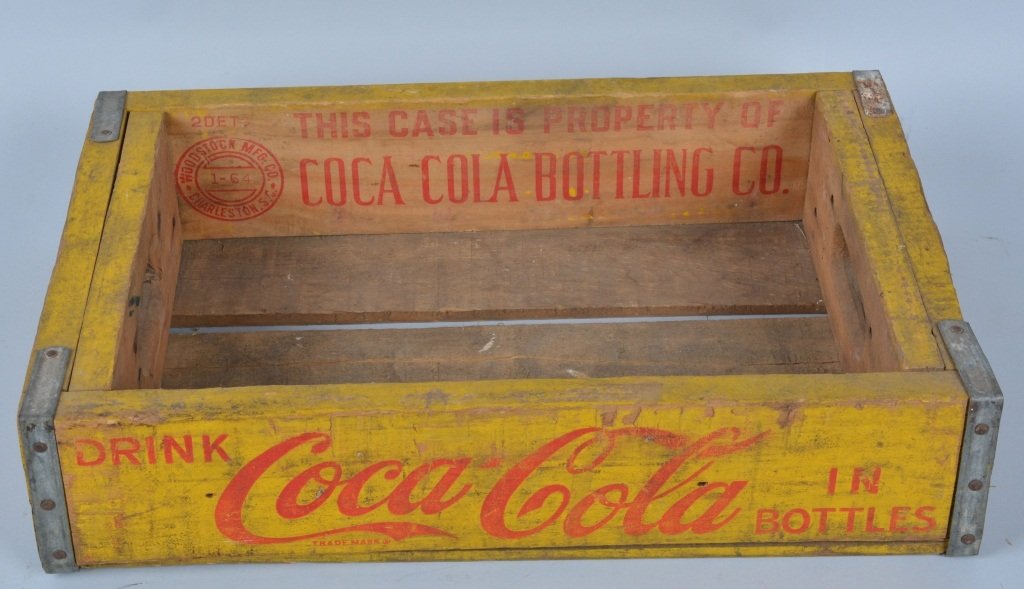 2DET
THIS CASE IS PROPERTY OF
COCA COLA BOTTLING CO.
WOODSTOCK MFG. CO.
1-64
CHARLESTON, S.C.
DRINK Coca-Cola IN
BOTTLES
TRADE MARK ®